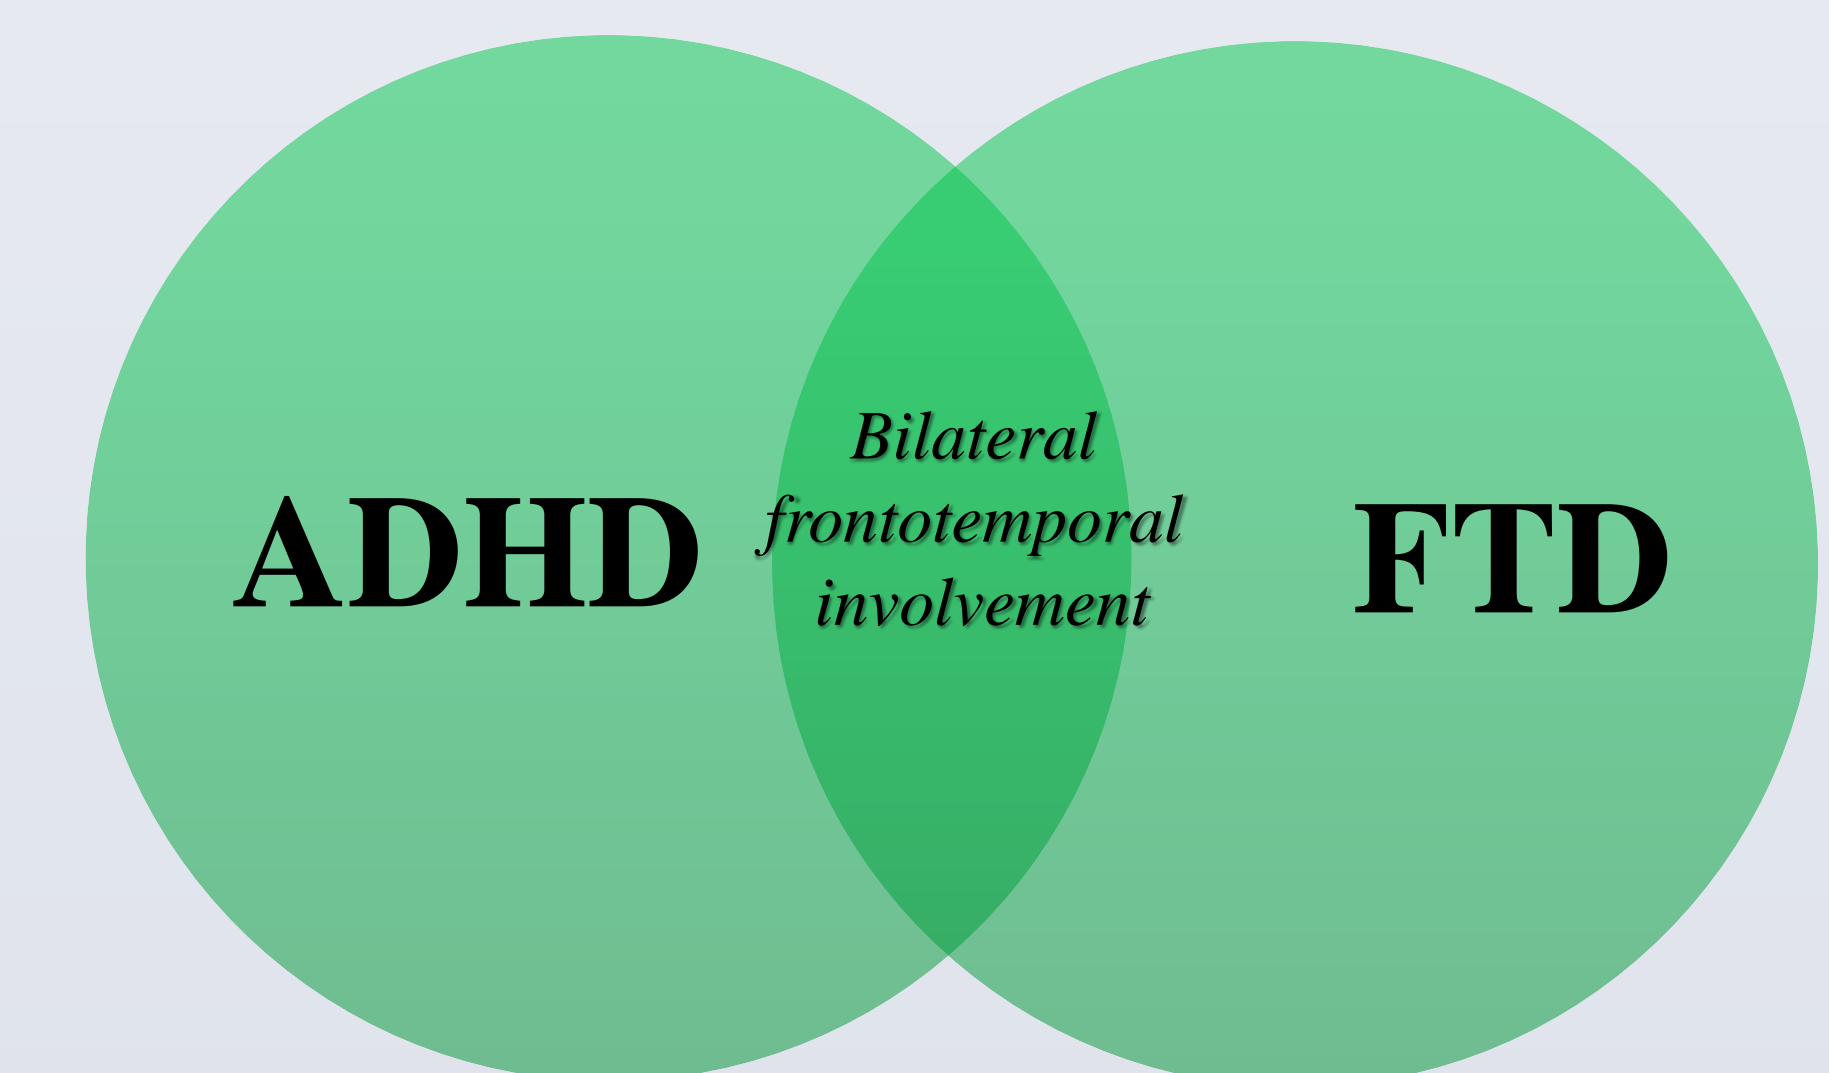 ADHD
Bilateral
frontotemporal
involvement
FTD